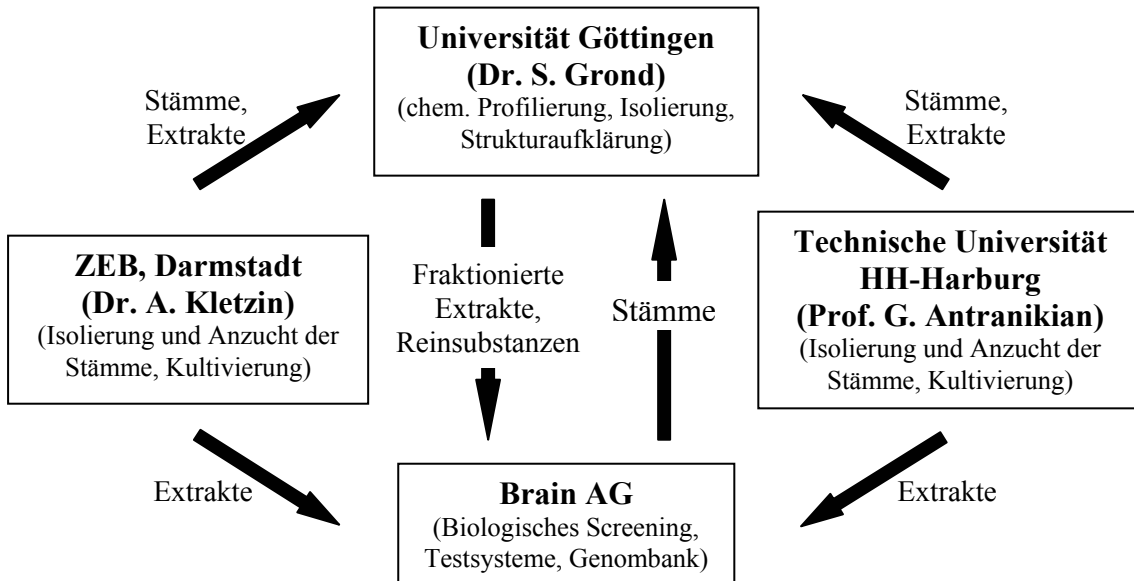 Universität Göttingen
(Dr. S. Grond)
(chem. Profilierung, Isolierung,
Strukturaufklärung)
Stämme,
Extrakte
Stämme,
Extrakte
ZEB, Darmstadt
(Dr. A. Kletzin)
(Isolierung und Anzucht der
Stämme, Kultivierung)
Fraktionierte
Extrakte,
Reinsubstanzen
Stämme
Technische Universität
HH-Harburg
(Prof. G. Antranikian)
(Isolierung und Anzucht der
Stämme, Kultivierung)
Extrakte
Brain AG
(Biologisches Screening,
Testsysteme, Genombank)
Extrakte